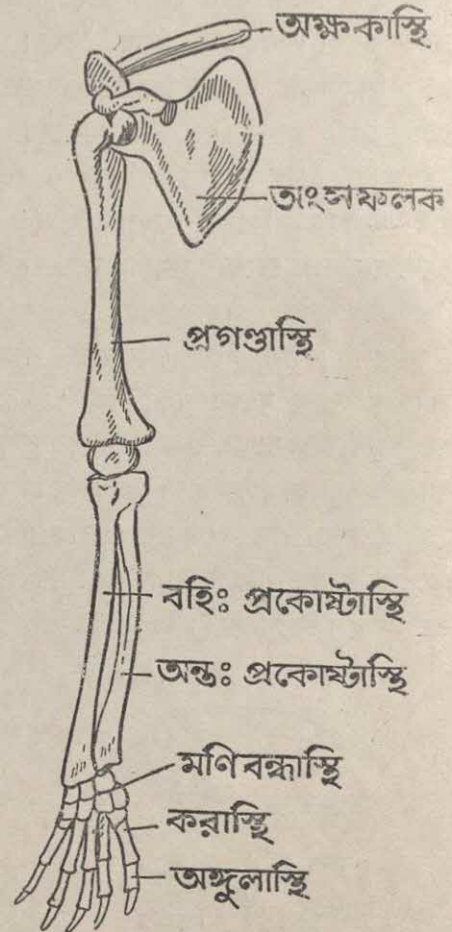 অক্ষকাস্থি
অংসফলক
প্রগণ্ডাস্থি
বহিঃ প্রকোষ্টাস্থি
অন্তঃ প্রকোষ্টাস্থি
মণিবন্ধাস্থি
করাস্থি
অঙ্গুলাস্থি